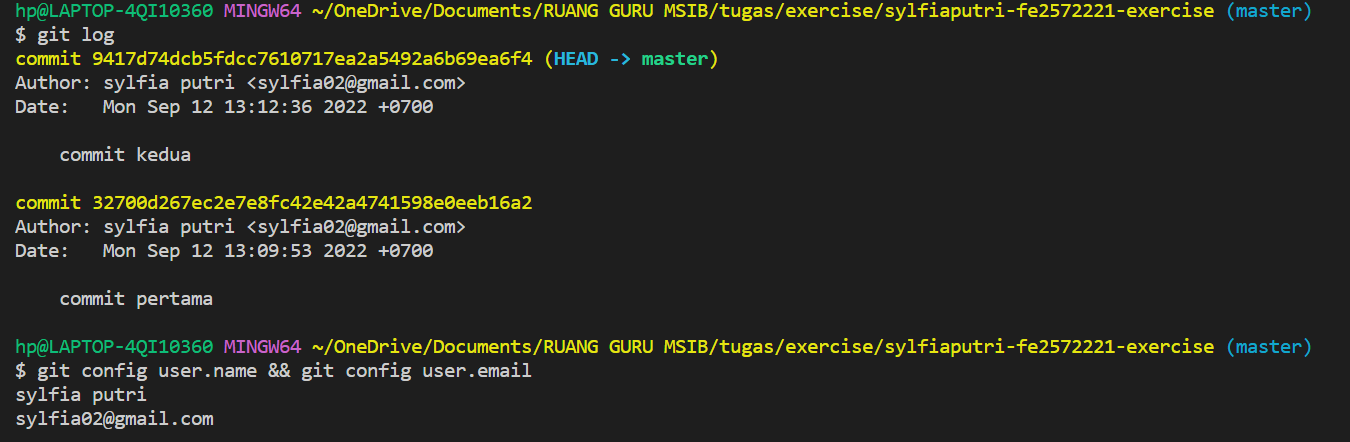 hp@LAPTOP-4QI10360 MINGW64 ~/OneDrive/Documents/RUANG GURU MSIB/tugas/exercise/sylfiaputri-fe2572221-exercise (master)
$ git log
commit 9417d74dcb5fdcc7610717ea2a5492a6b69ea6f4 (HEAD -> master)
Author: sylfia putri <sylfia02@gmail.com>
Date:   Mon Sep 12 13:12:36 2022 +0700
    commit kedua
commit 32700d267ec2e7e8fc42e42a4741598e0eeb16a2
Author: sylfia putri <sylfia02@gmail.com>
Date:   Mon Sep 12 13:09:53 2022 +0700
    commit pertama
hp@LAPTOP-4QI10360 MINGW64 ~/OneDrive/Documents/RUANG GURU MSIB/tugas/exercise/sylfiaputri-fe2572221-exercise (master)
$ git config user.name && git config user.email
sylfia putri
sylfia02@gmail.com